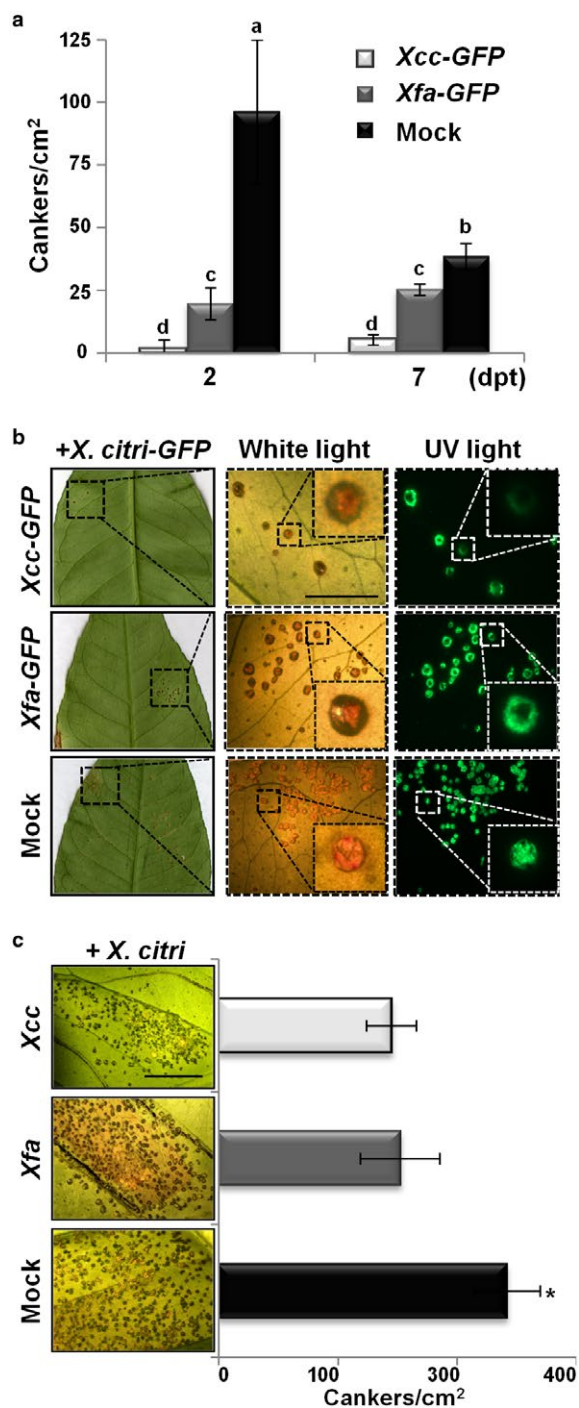 a
125
100
75
50
25
0
Cankers/cm²
Xcc-GFP
Xfa-GFP
Mock
a
b
c
c
d
d
2 7 (dpt)
b
+X. citri-GFP White light UV light
Xcc-GFP
Xfa-GFP
Mock
c
+ X. citri
Xcc
Xfa
Mock
*
0 100 300 400
Cankers/cm²